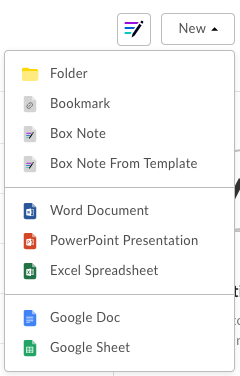 New
Folder
Bookmark
Box Note
Box Note From Template
Word Document
PowerPoint Presentation
Excel Spreadsheet
Google Doc
Google Sheet